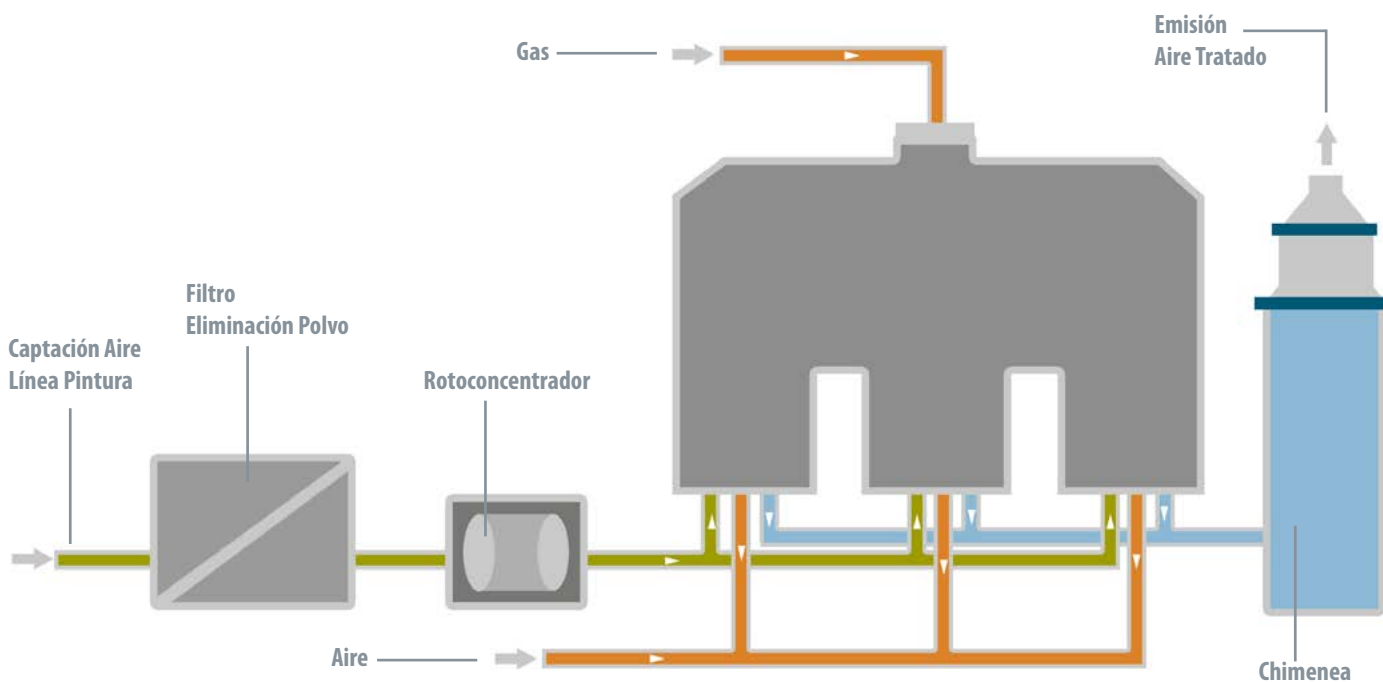 Gas
Emisión
Aire Tratado
Filtro
Eliminación Polvo
Captación Aire
Línea Pintura
Rotoconcentrador
Aire
Chimenea